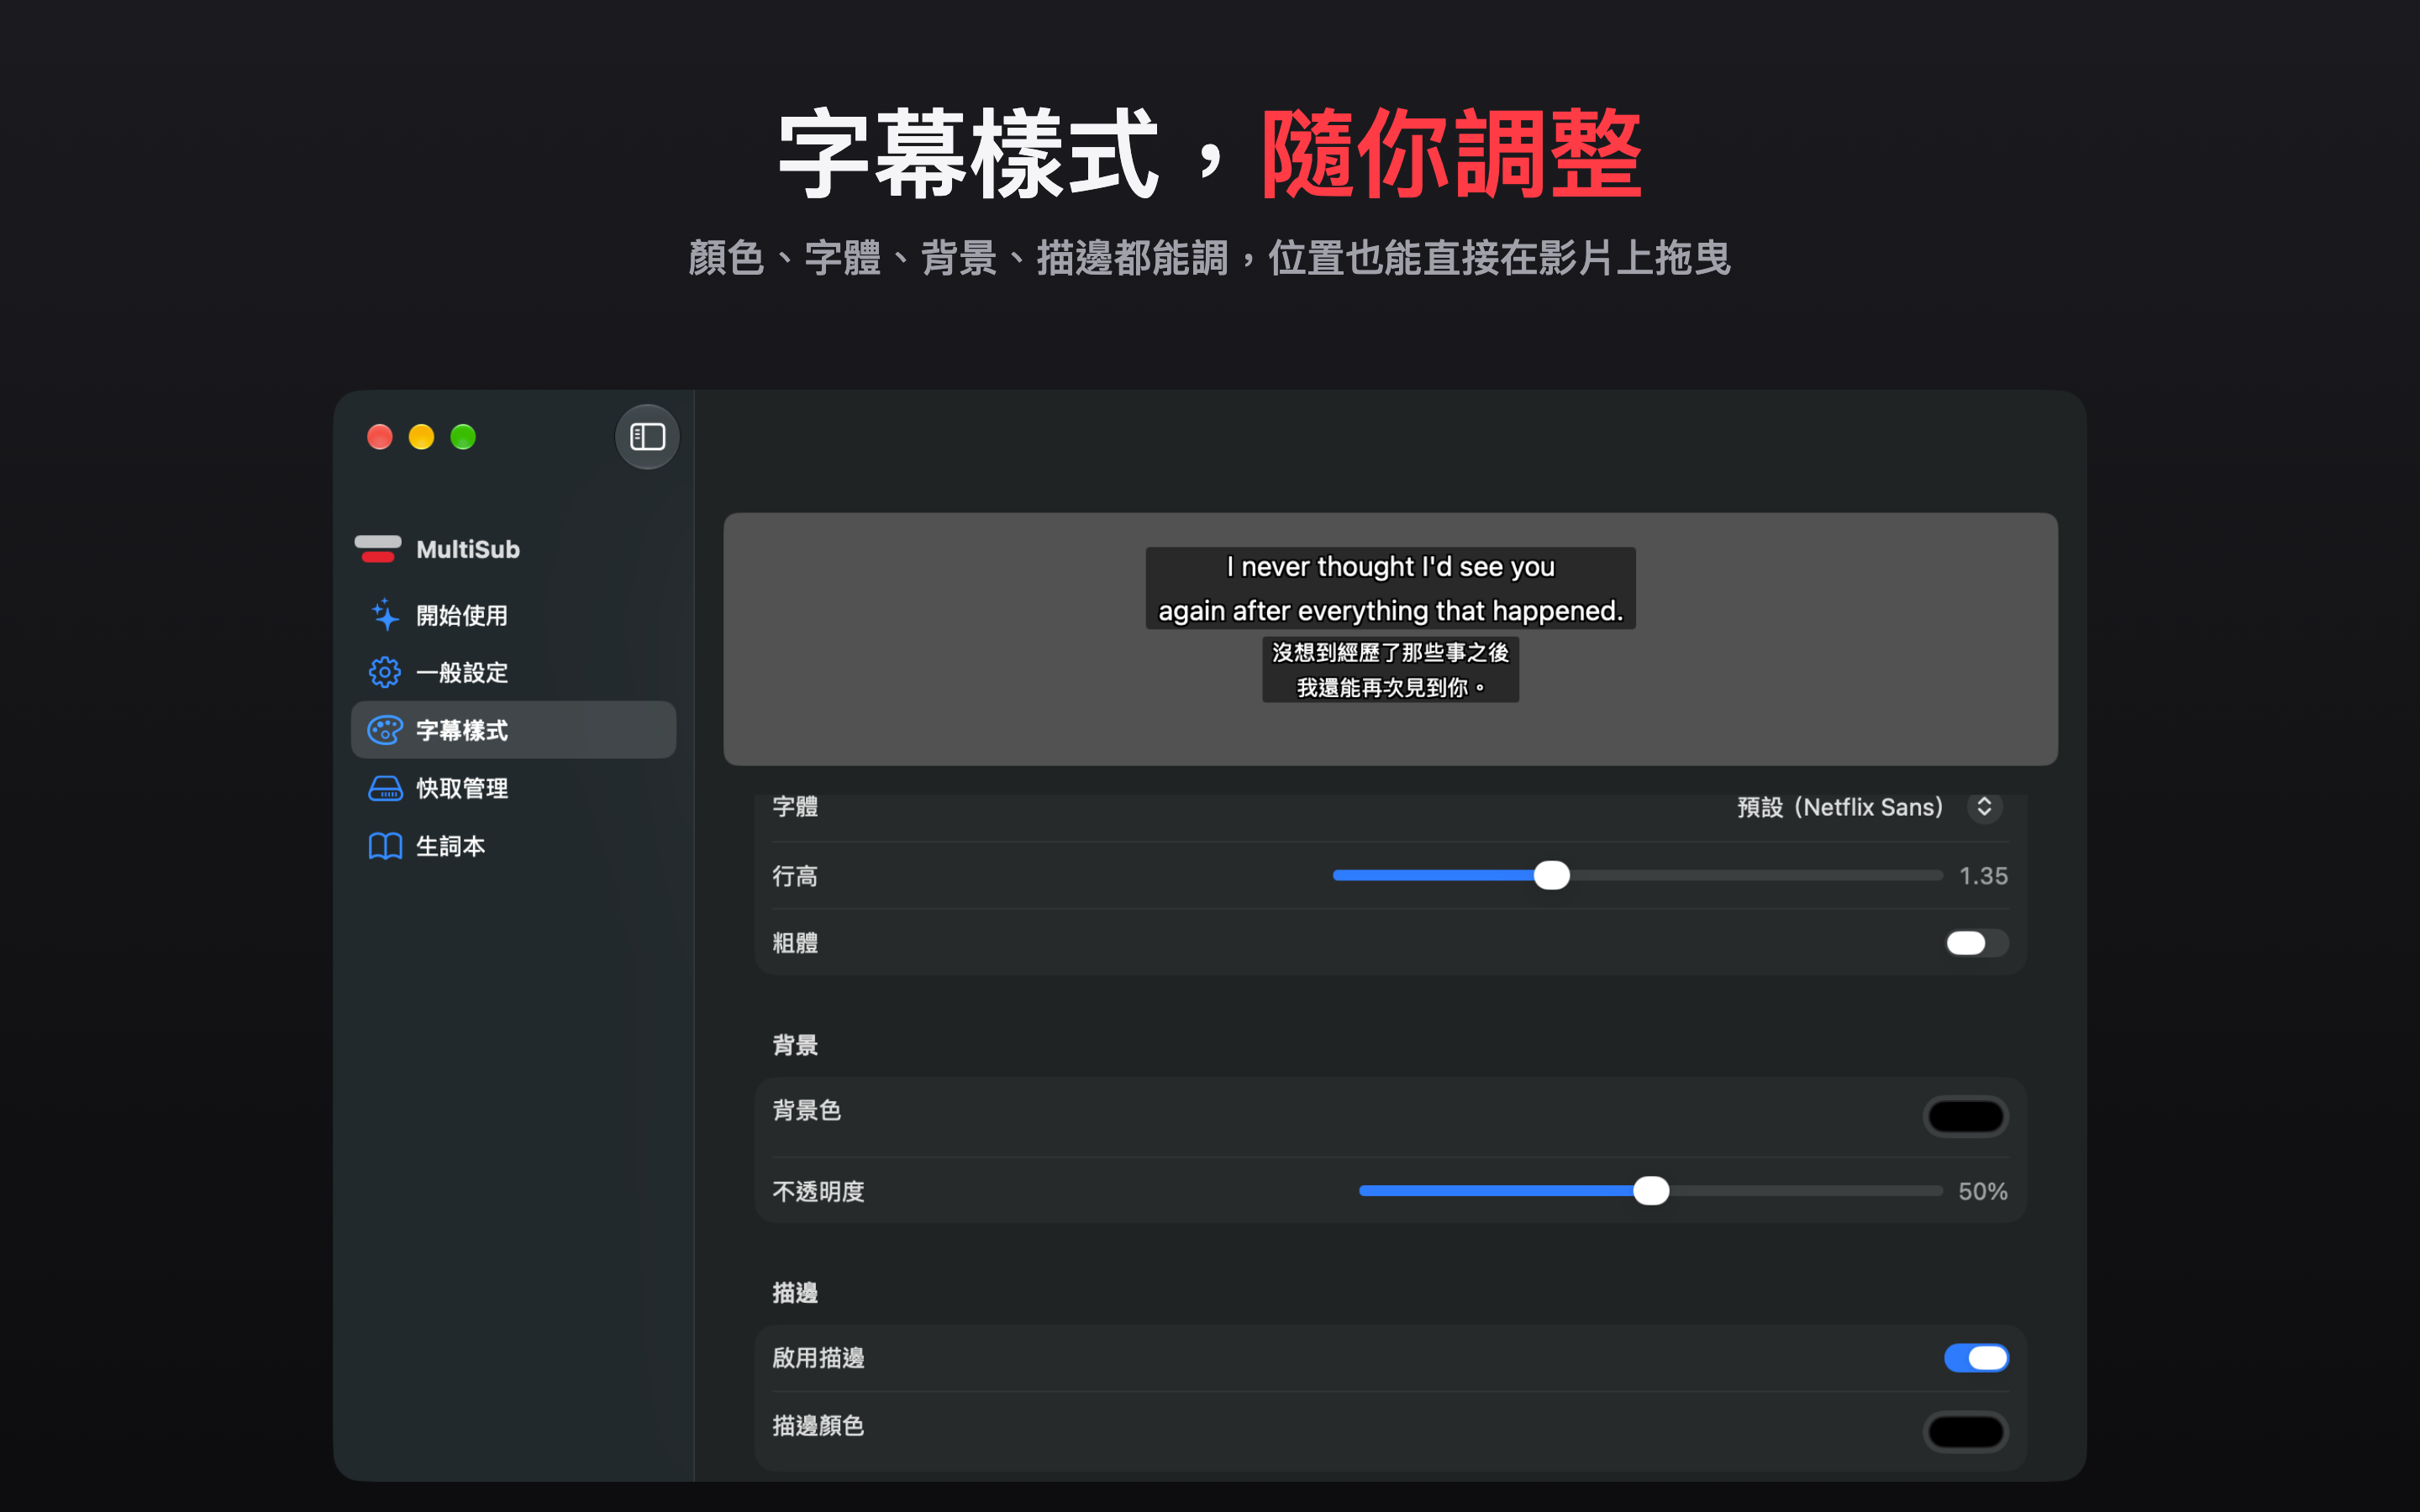 字幕樣式，隨你調整
顏色、字體、背景、描邊都能調，位置也能直接在影片上拖曳
MultiSub
開始使用
一般設定
字幕樣式
快取管理
生詞本
I never thought I'd see you
again after everything that happened.
沒想到經歷了那些事之後
我還能再次見到你。
字體 預設（Netflix Sans）
行高 1.35
粗體
背景
背景色
不透明度 50%
描邊
啟用描邊
描邊顏色